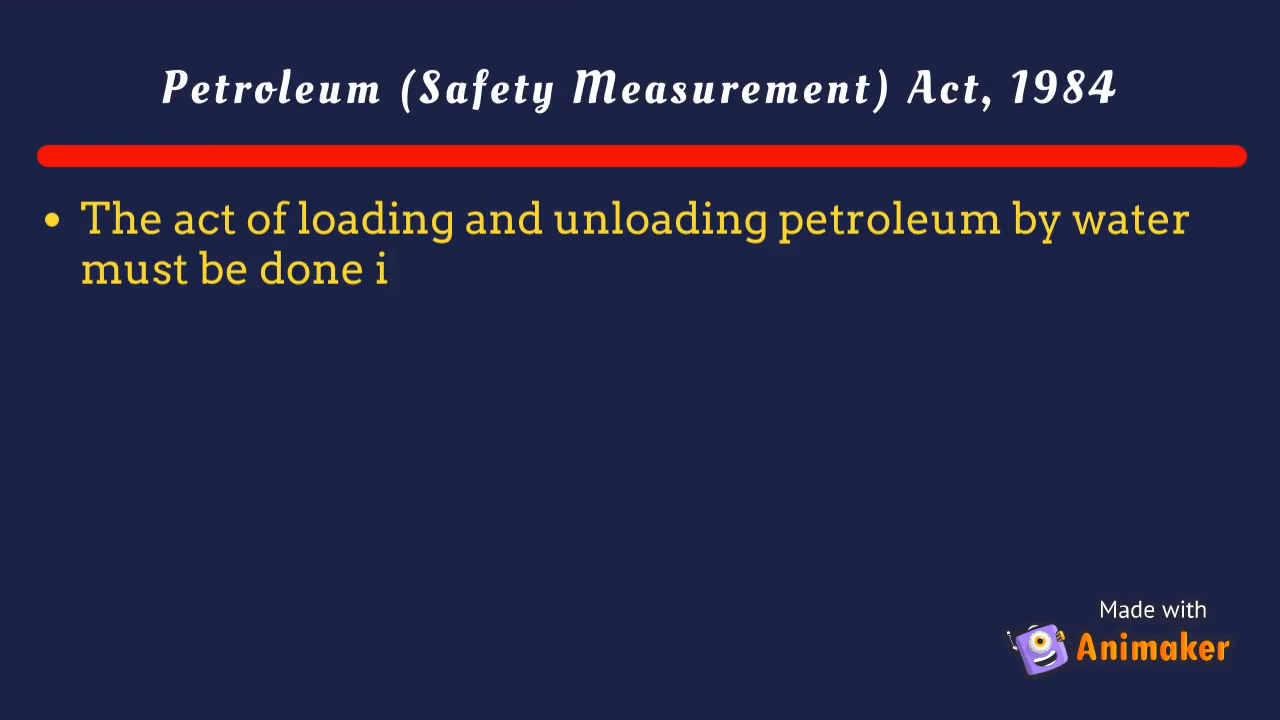 Petroleum (Safety Measurement) Act, 1984
• The act of loading and unloading petroleum by water
must be done i
Made with
Animaker